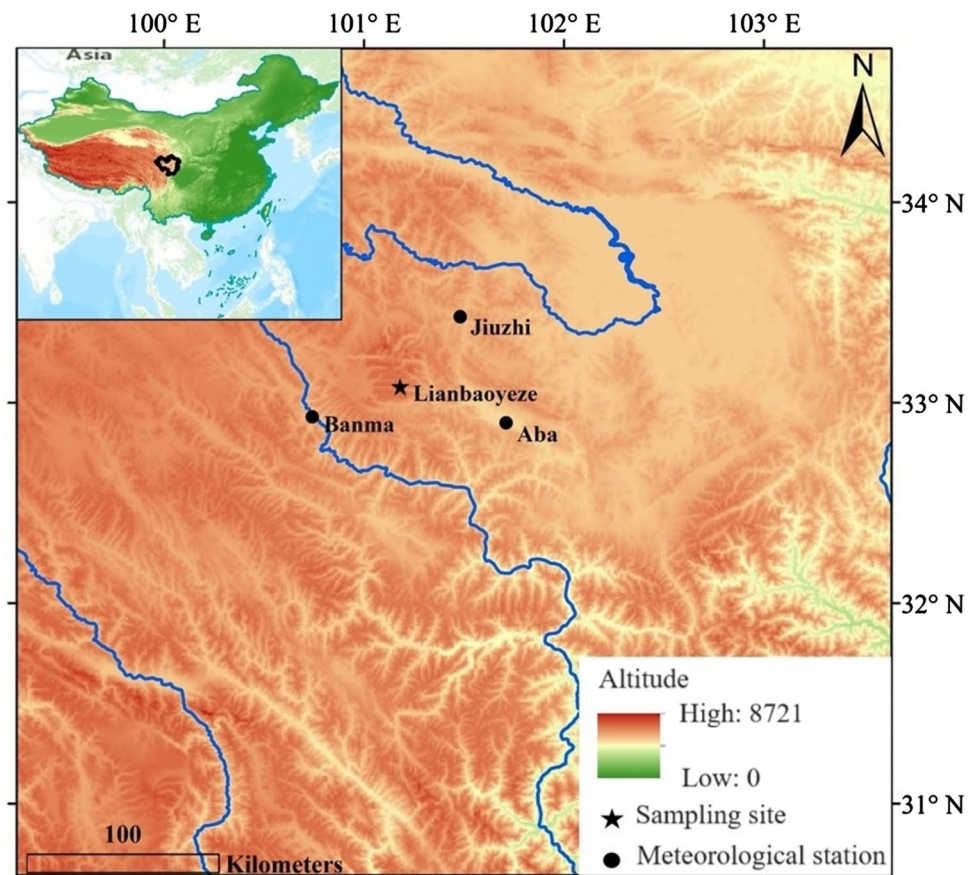 100° E 101° E 102° E 103° E
Asia
N
34° N
Jiuzhi
Lianbaoyeze
33° N
Banma
Aba
32° N
Altitude
High: 8721
Low: 0
31° N
Sampling site
100
Meteorological station
Kilometers